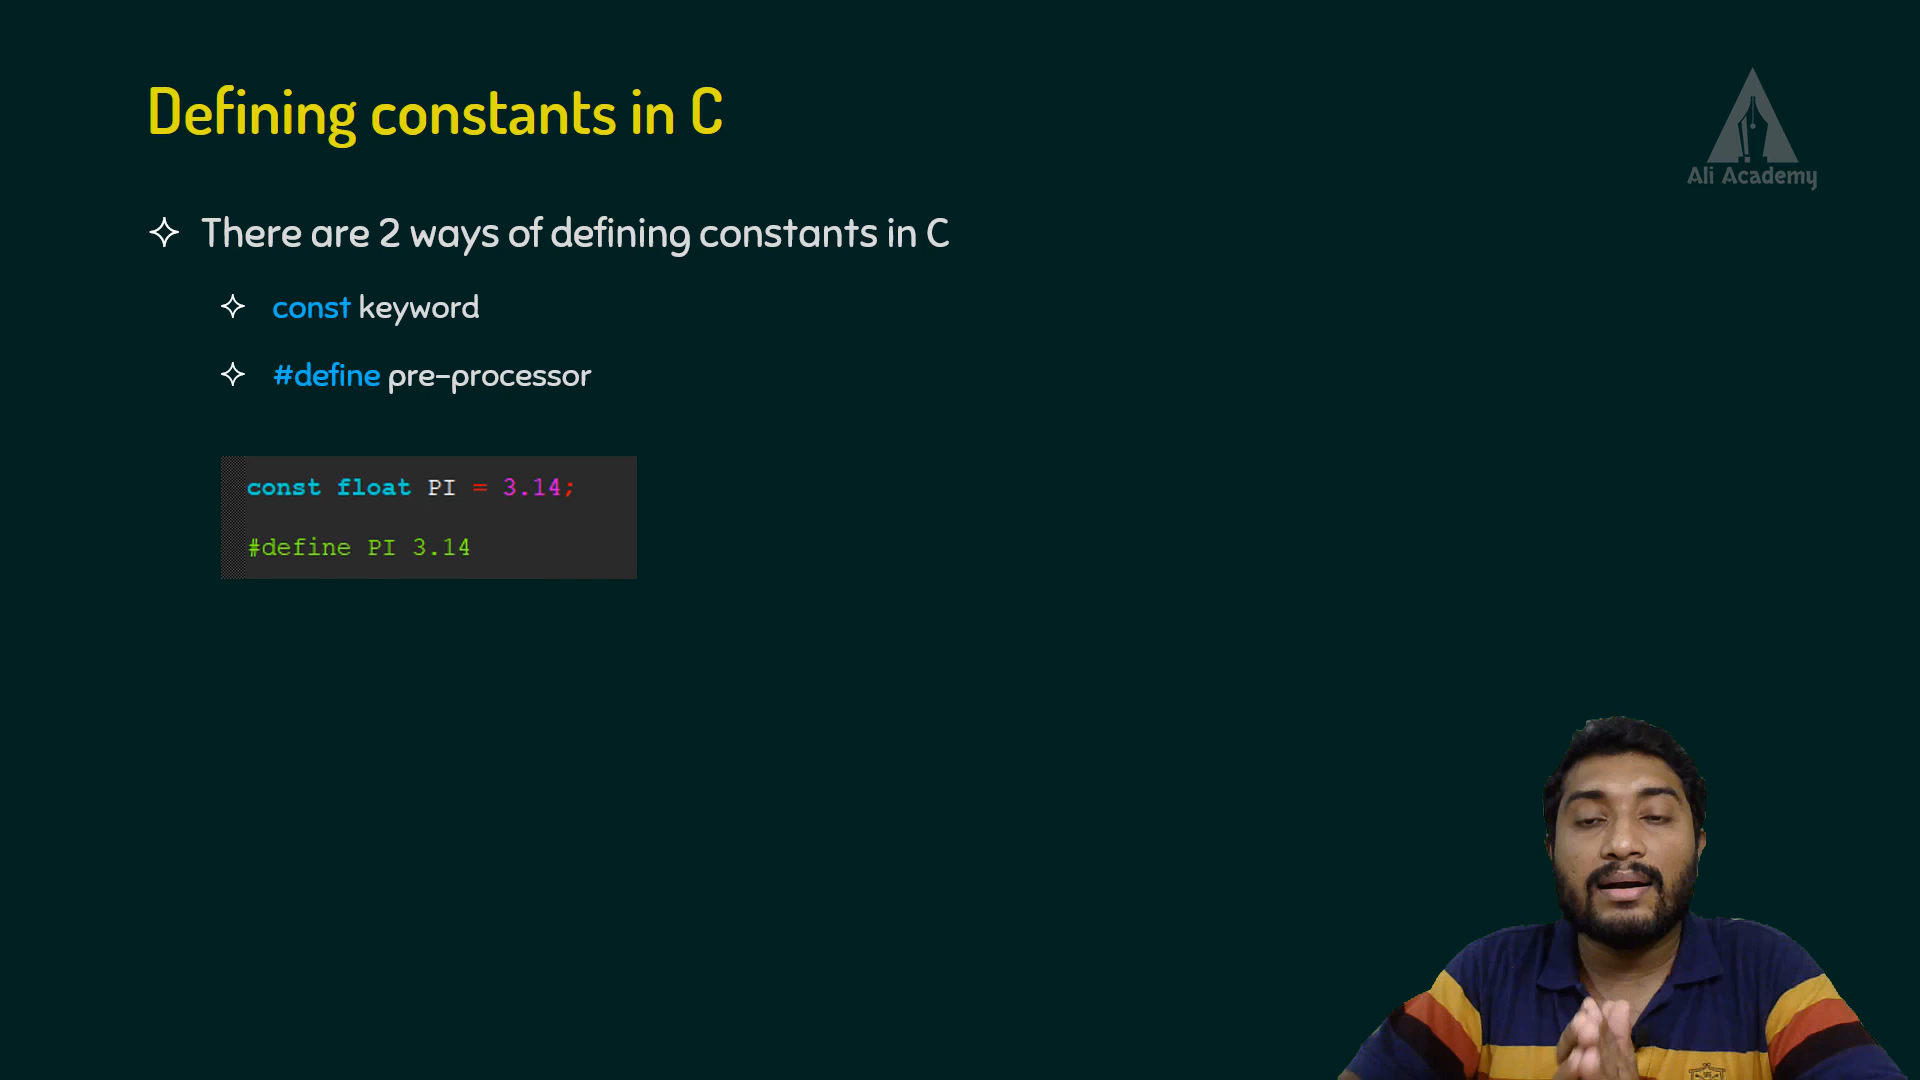 Defining constants in C
Ali Academy
There are 2 ways of defining constants in C
const keyword
#define pre-processor
const float PI = 3.14;
#define PI 3.14